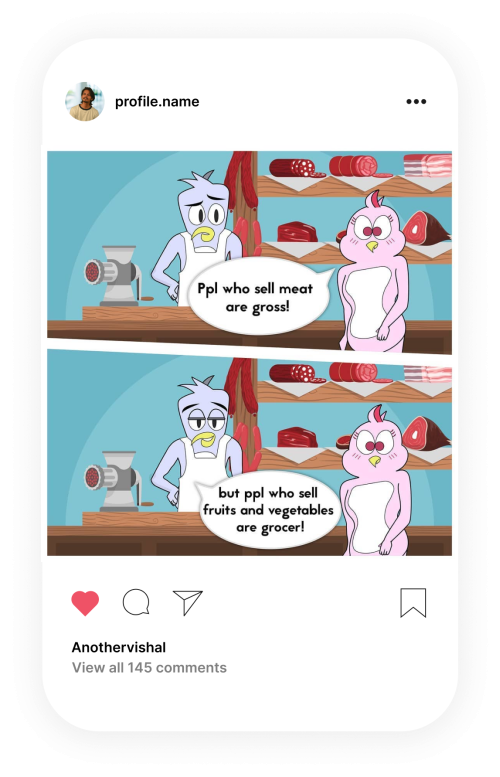 profile.name
Ppl who sell meat
are gross!
but ppl who sell
fruits and vegetables
are grocer!
Anothervishal
View all 145 comments